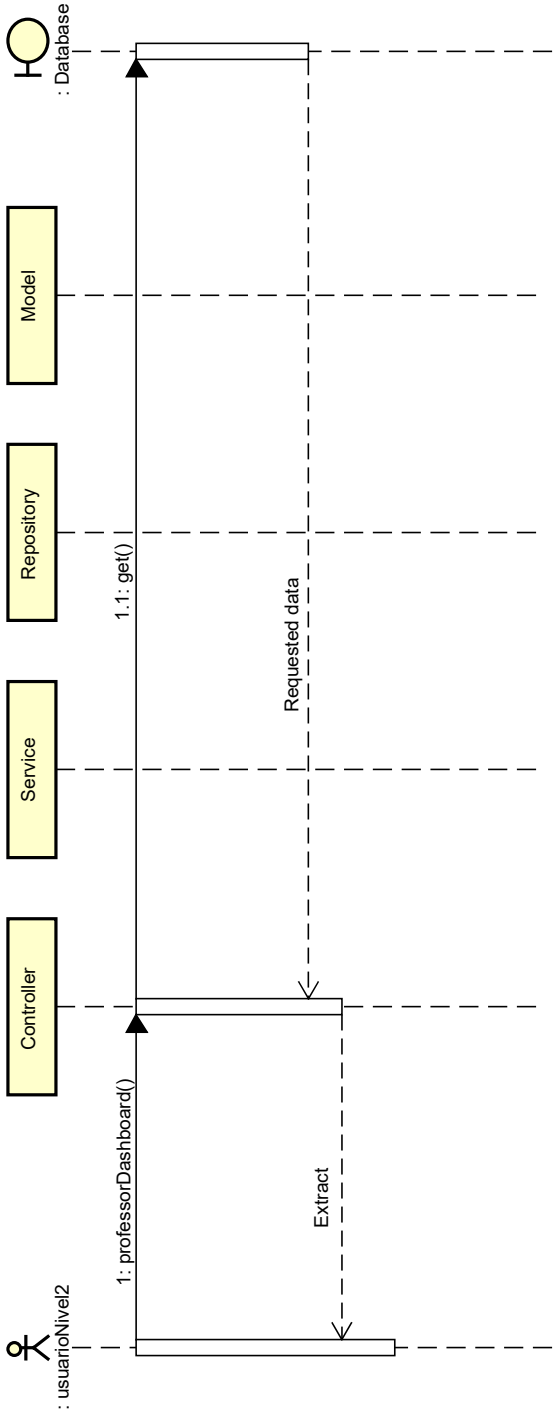 : usuarioNivel2
Controller
Service
Repository
Model
: Database
1: professorDashboard()
1.1: get()
Requested data
Extract